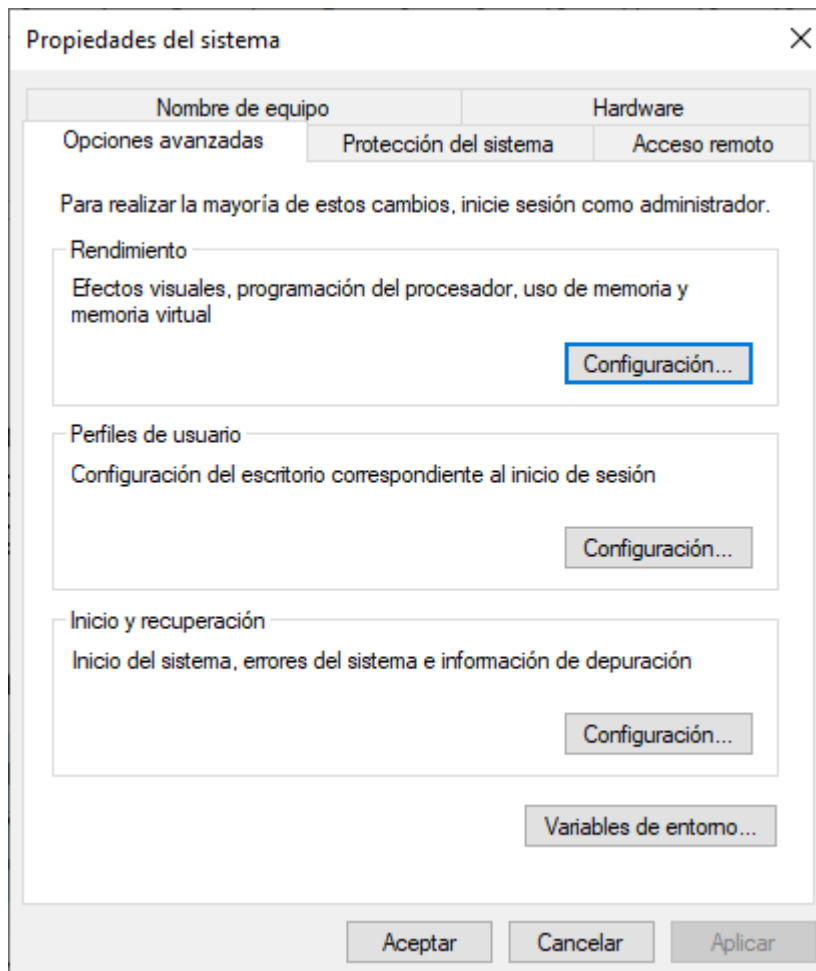 Propiedades del sistema
Nombre de equipo
Hardware
Opciones avanzadas
Protección del sistema
Acceso remoto
Para realizar la mayoría de estos cambios, inicie sesión como administrador.
Rendimiento
Efectos visuales, programación del procesador, uso de memoria y
memoria virtual
Configuración...
Perfiles de usuario
Configuración del escritorio correspondiente al inicio de sesión
Configuración...
Inicio y recuperación
Inicio del sistema, errores del sistema e información de depuración
Configuración...
Variables de entorno...
Aceptar
Cancelar
Aplicar